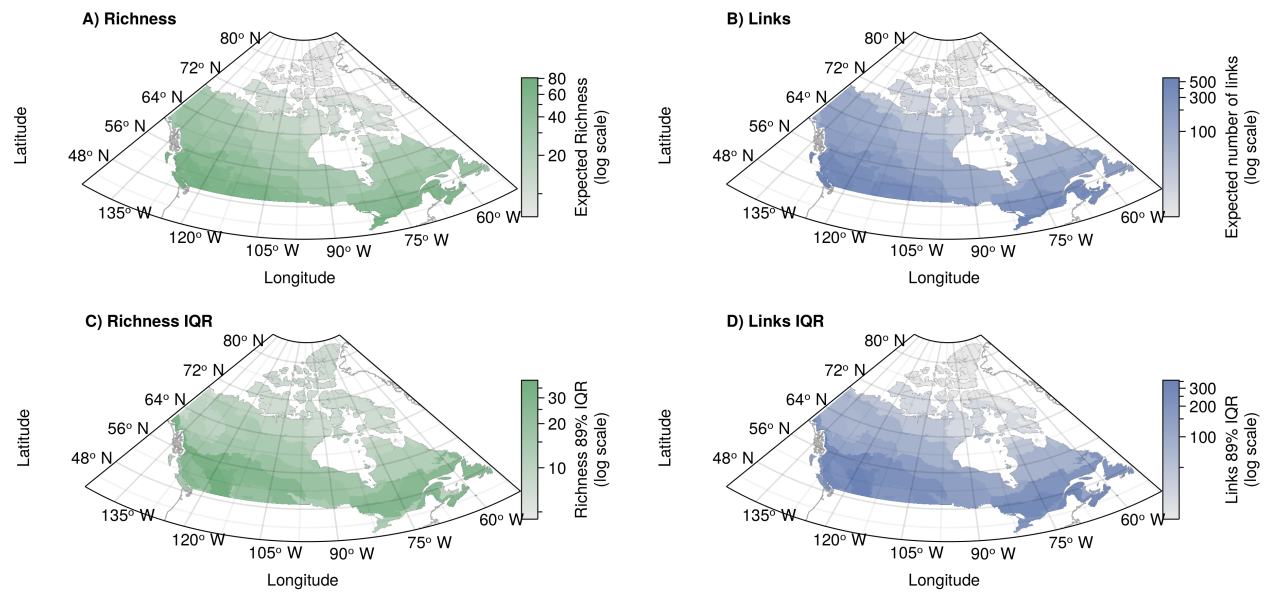 A) Richness
80° N
72° N
64° N
56° N
48° N
135° W
120° W
105° W
90° W
75° W
60° W
Latitude
Longitude
80
60
40
20
Expected Richness
(log scale)
B) Links
80° N
72° N
64° N
56° N
48° N
135° W
120° W
105° W
90° W
75° W
60° W
Latitude
Longitude
500
300
100
Expected number of links
(log scale)
C) Richness IQR
80° N
72° N
64° N
56° N
48° N
135° W
120° W
105° W
90° W
75° W
60° W
Latitude
Longitude
30
20
10
Richness 89% IQR
(log scale)
D) Links IQR
80° N
72° N
64° N
56° N
48° N
135° W
120° W
105° W
90° W
75° W
60° W
Latitude
Longitude
300
200
100
Links 89% IQR
(log scale)